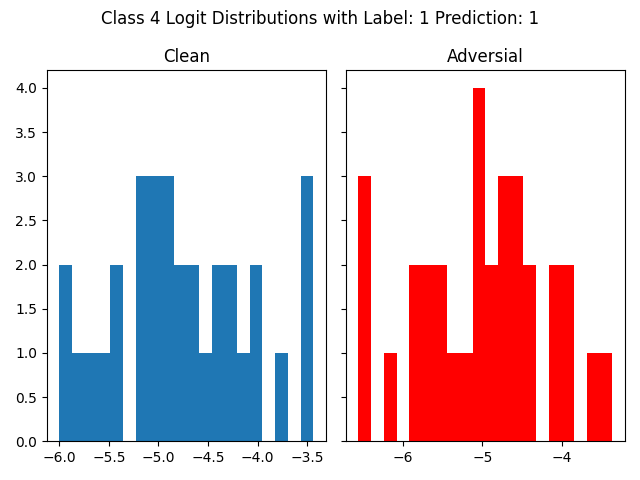 Class 4 Logit Distributions with Label: 1 Prediction: 1
Clean
Adversial
4.0
3.5
3.0
2.5
2.0
1.5
1.0
0.5
0.0
−6.0 −5.5 −5.0 −4.5 −4.0 −3.5
−6 −5 −4